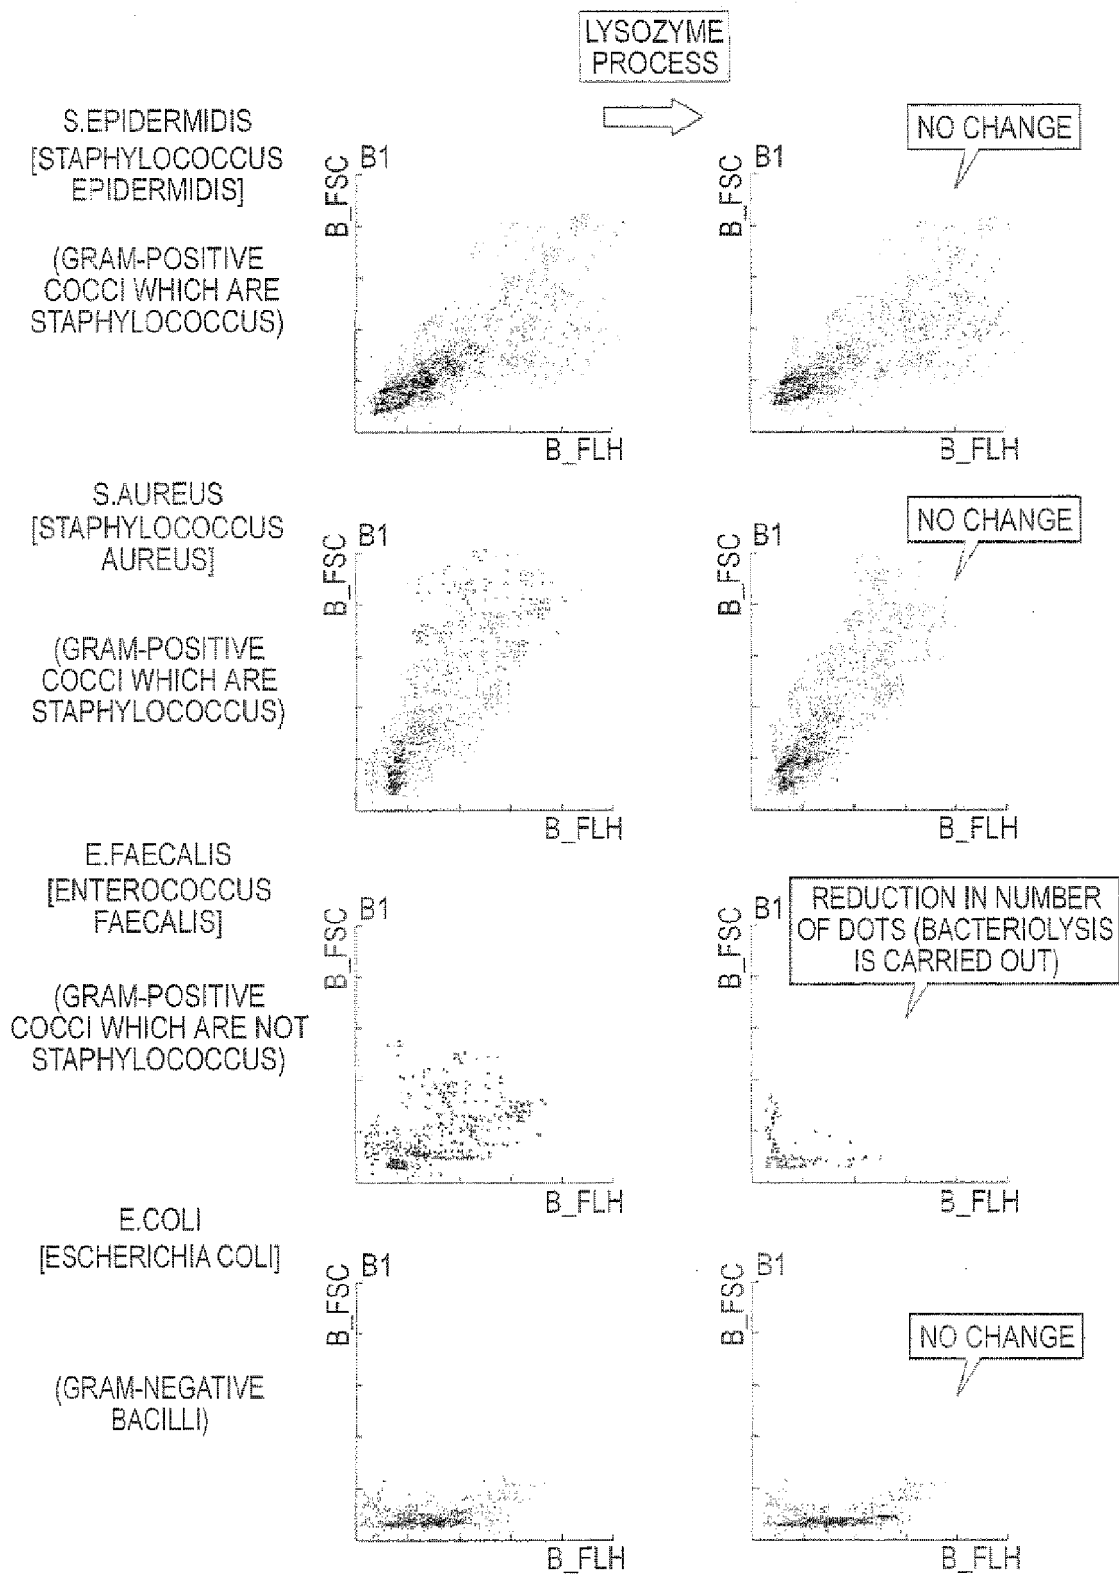 LYSOZYME
PROCESS
S.EPIDERMIDIS
[STAPHYLOCOCCUS
EPIDERMIDIS]
(GRAM-POSITIVE
COCCI WHICH ARE
STAPHYLOCOCCUS)
B_FSC
B1
B_FLH
B_FSC
B1
NO CHANGE
B_FLH
S.AUREUS
[STAPHYLOCOCCUS
AUREUS]
(GRAM-POSITIVE
COCCI WHICH ARE
STAPHYLOCOCCUS)
B_FSC
B1
B_FLH
B_FSC
B1
NO CHANGE
B_FLH
E.FAECALIS
[ENTEROCOCCUS
FAECALIS]
(GRAM-POSITIVE
COCCI WHICH ARE NOT
STAPHYLOCOCCUS)
B_FSC
B1
B_FLH
B_FSC
B1
REDUCTION IN NUMBER
OF DOTS (BACTERIOLYSIS
IS CARRIED OUT)
B_FLH
E.COLI
[ESCHERICHIA COLI]
(GRAM-NEGATIVE
BACILLI)
B_FSC
B1
B_FLH
B_FSC
B1
NO CHANGE
B_FLH